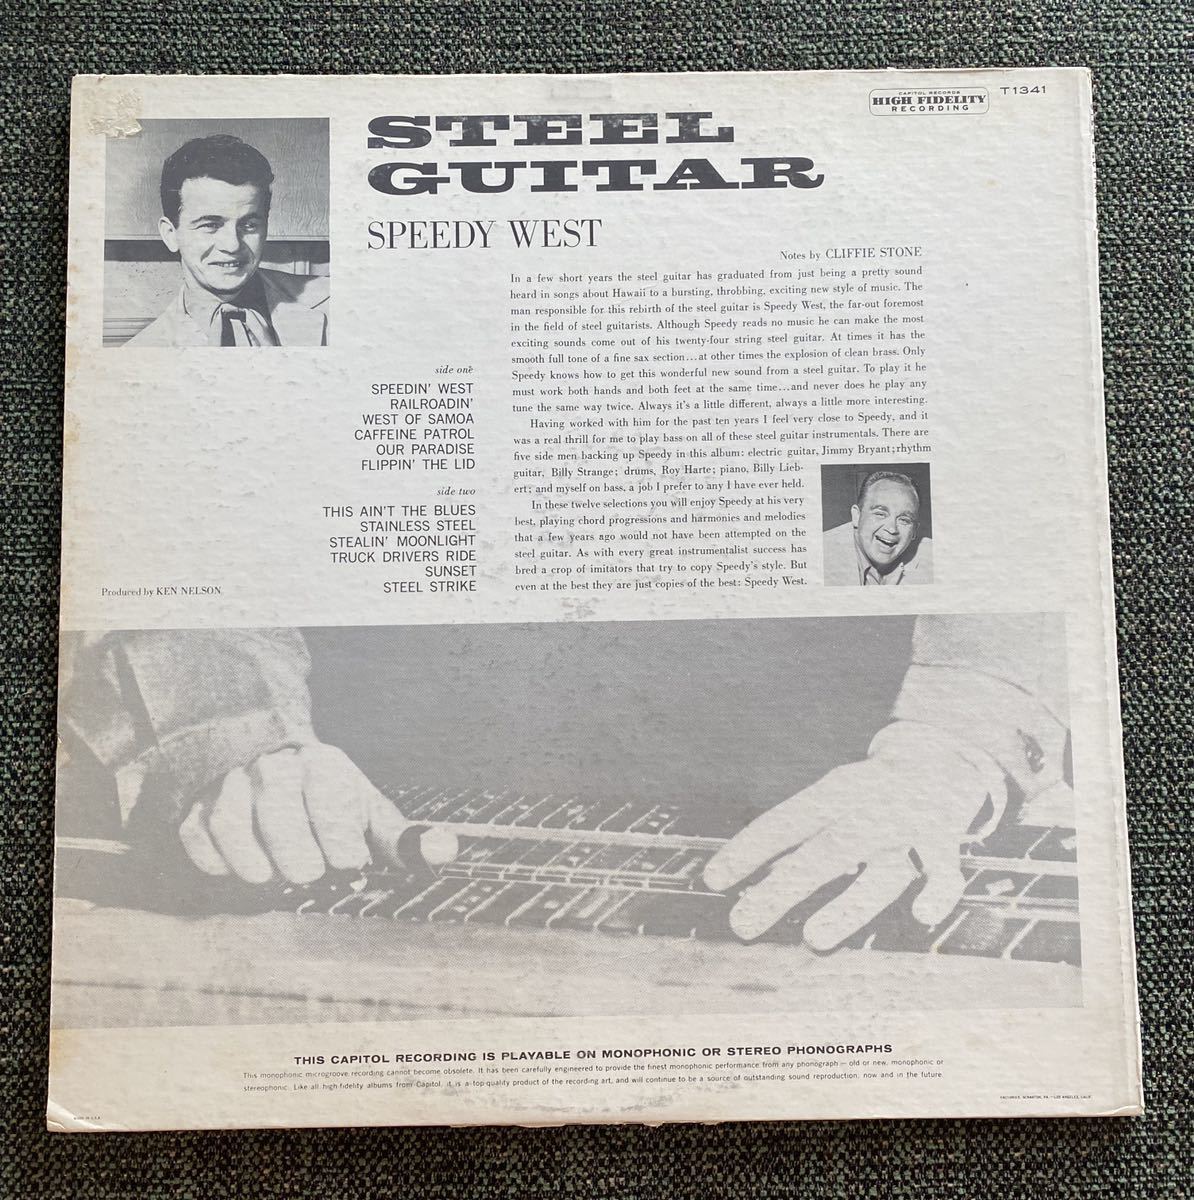 CAPITOL RECORDS
HIGH FIDELITY
RECORDING
T1341
STEEL
GUITAR
SPEEDY WEST
Notes by CLIFFIE STONE
In a few short years the steel guitar has graduated from just being a pretty sound
heard in songs about Hawaii to a bursting, throbbing, exciting new style of music. The
man responsible for this rebirth of the steel guitar is Speedy West, the far-out foremost
in the field of steel guitarists. Although Speedy reads no music he can make the most
exciting sounds come out of his twenty-four string steel guitar. At times it has the
smooth full tone of a fine sax section...at other times the explosion of clean brass. Only
Speedy knows how to get this wonderful new sound from a steel guitar. To play it he
must work both hands and both feet at the same time...and never does he play any
tune the same way twice. Always it's a little different, always a little more interesting.
Having worked with him for the past ten years I feel very close to Speedy, and it
was a real thrill for me to play bass on all of these steel guitar instrumentals. There are
five side men backing up Speedy in this album: electric guitar, Jimmy Bryant; rhythm
guitar, Billy Strange; drums, Roy Harte; piano, Billy Lieb-
ert; and myself on bass, a job I prefer to any I have ever held.
In these twelve selections you will enjoy Speedy at his very
best, playing chord progressions and harmonies and melodies
that a few years ago would not have been attempted on the
steel guitar. As with every great instrumentalist success has
bred a crop of imitators that try to copy Speedy's style. But
even at the best they are just copies of the best: Speedy West.
side one
SPEEDIN' WEST
RAILROADIN'
WEST OF SAMOA
CAFFEINE PATROL
OUR PARADISE
FLIPPIN' THE LID
side two
THIS AIN'T THE BLUES
STAINLESS STEEL
STEALIN' MOONLIGHT
TRUCK DRIVERS RIDE
SUNSET
STEEL STRIKE
Produced by KEN NELSON
THIS CAPITOL RECORDING IS PLAYABLE ON MONOPHONIC OR STEREO PHONOGRAPHS
This monophonic microgroove recording cannot become obsolete. It has been carefully engineered to provide the finest monophonic performance from any phonograph — old or new, monophonic or
stereophonic. Like all high-fidelity albums from Capitol, it is a top-quality product of the recording art, and will continue to be a source of outstanding sound reproduction, now and in the future.
FACTORIES: SCRANTON, PA.—LOS ANGELES, CALIF.
MADE IN U.S.A.